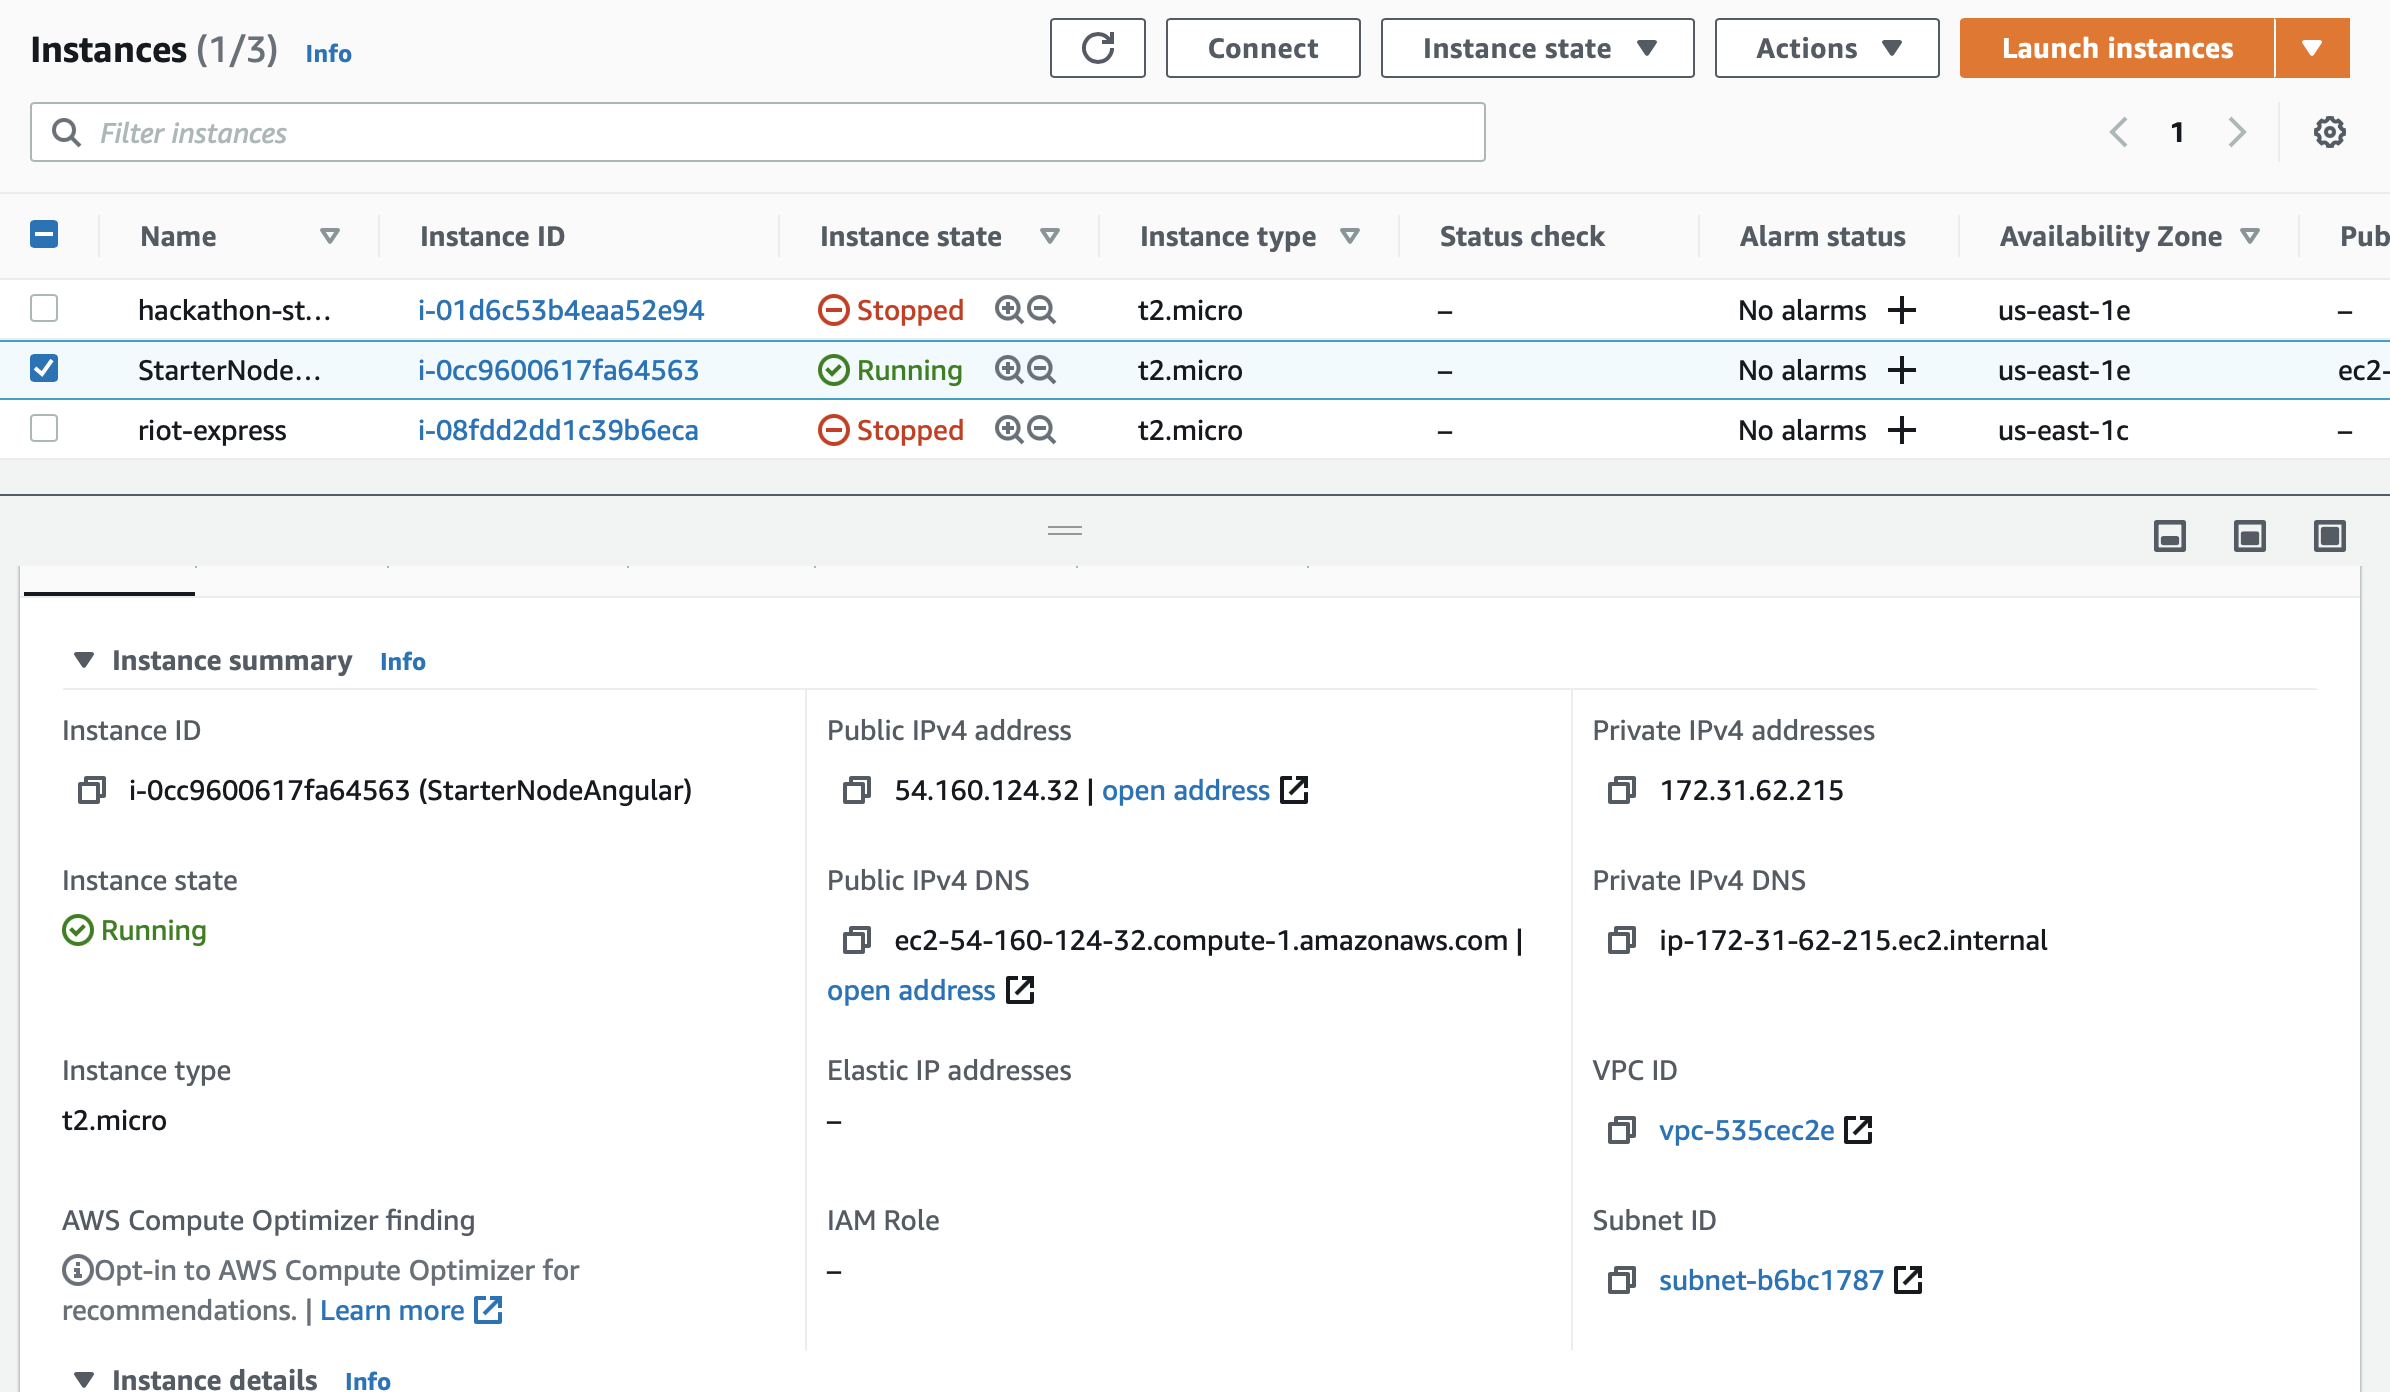 Instances (1/3) Info Connect Instance state Actions Launch instances
Filter instances 1
Name Instance ID Instance state Instance type Status check Alarm status Availability Zone Pub
hackathon-st... i-01d6c53b4eaa52e94 Stopped t2.micro – No alarms + us-east-1e –
StarterNode... i-0cc9600617fa64563 Running t2.micro – No alarms + us-east-1e ec2-
riot-express i-08fdd2dd1c39b6eca Stopped t2.micro – No alarms + us-east-1c –
Instance summary Info
Instance ID Public IPv4 address Private IPv4 addresses
i-0cc9600617fa64563 (StarterNodeAngular) 54.160.124.32 | open address 172.31.62.215
Instance state Public IPv4 DNS Private IPv4 DNS
Running ec2-54-160-124-32.compute-1.amazonaws.com | ip-172-31-62-215.ec2.internal
open address
Instance type Elastic IP addresses VPC ID
t2.micro – vpc-535cec2e
AWS Compute Optimizer finding IAM Role Subnet ID
Opt-in to AWS Compute Optimizer for – subnet-b6bc1787
recommendations. | Learn more
Instance details Info